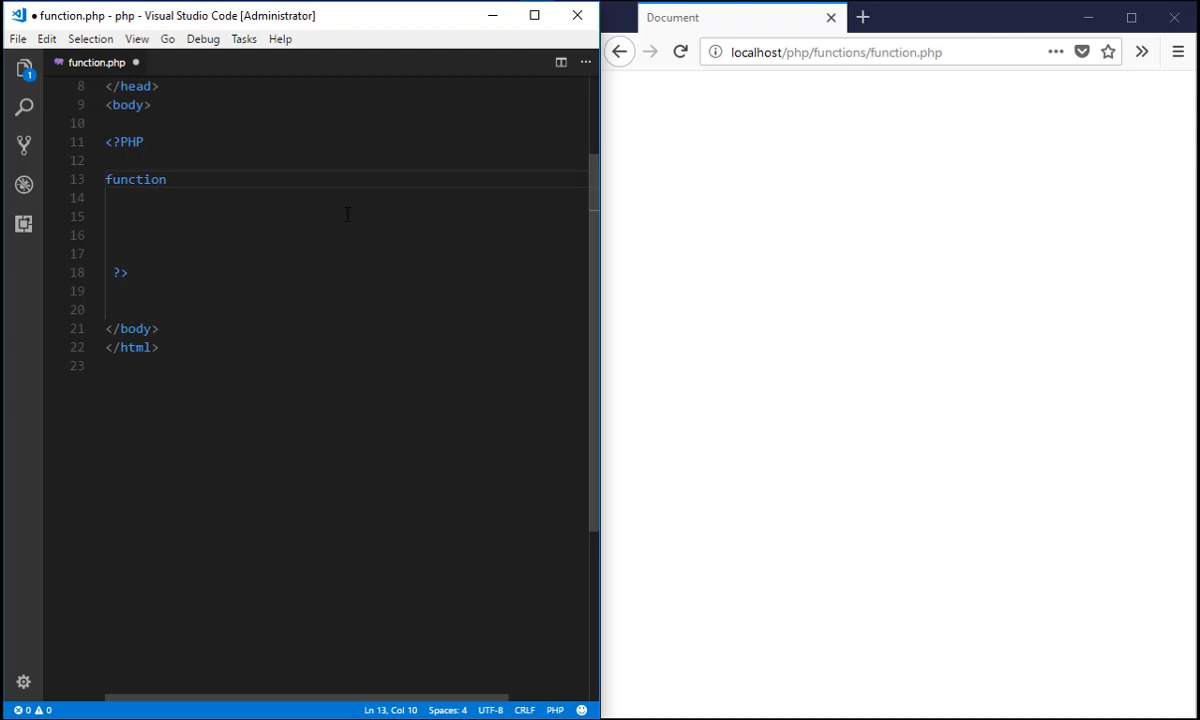 ● function.php - php - Visual Studio Code [Administrator]
File Edit Selection View Go Debug Tasks Help
function.php ●
1
8 </head>
9 <body>
10
11 <?PHP
12
13 function
14
15
16
17
18 ?>
19
20
21 </body>
22 </html>
23
0 0 Ln 13, Col 10 Spaces: 4 UTF-8 CRLF PHP
Document
localhost/php/functions/function.php